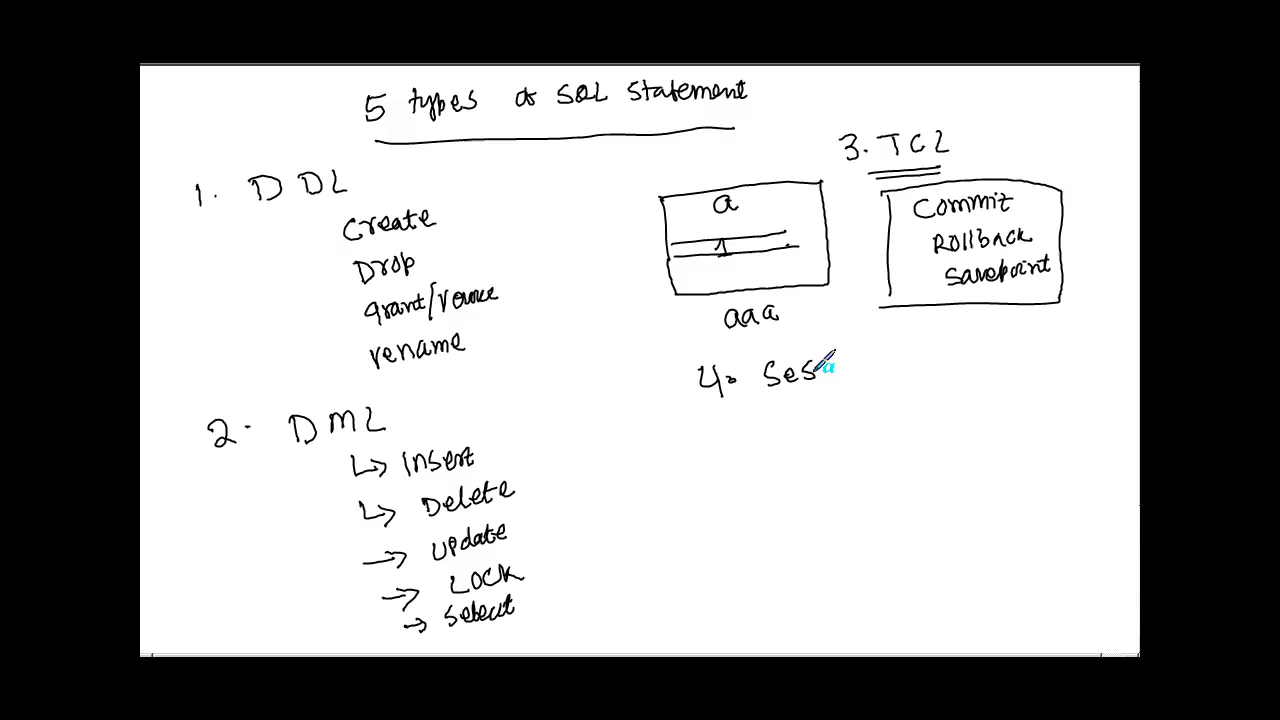 5 types of SQL statement
1. DDL
Create
Drop
grant/revoke
rename
2. DML
↳ Insert
↳ Delete
→ Update
→ LOCK
→ Select
a
1
aaa
3. TCL
Commit
Rollback
Savepoint
4. Ses
a